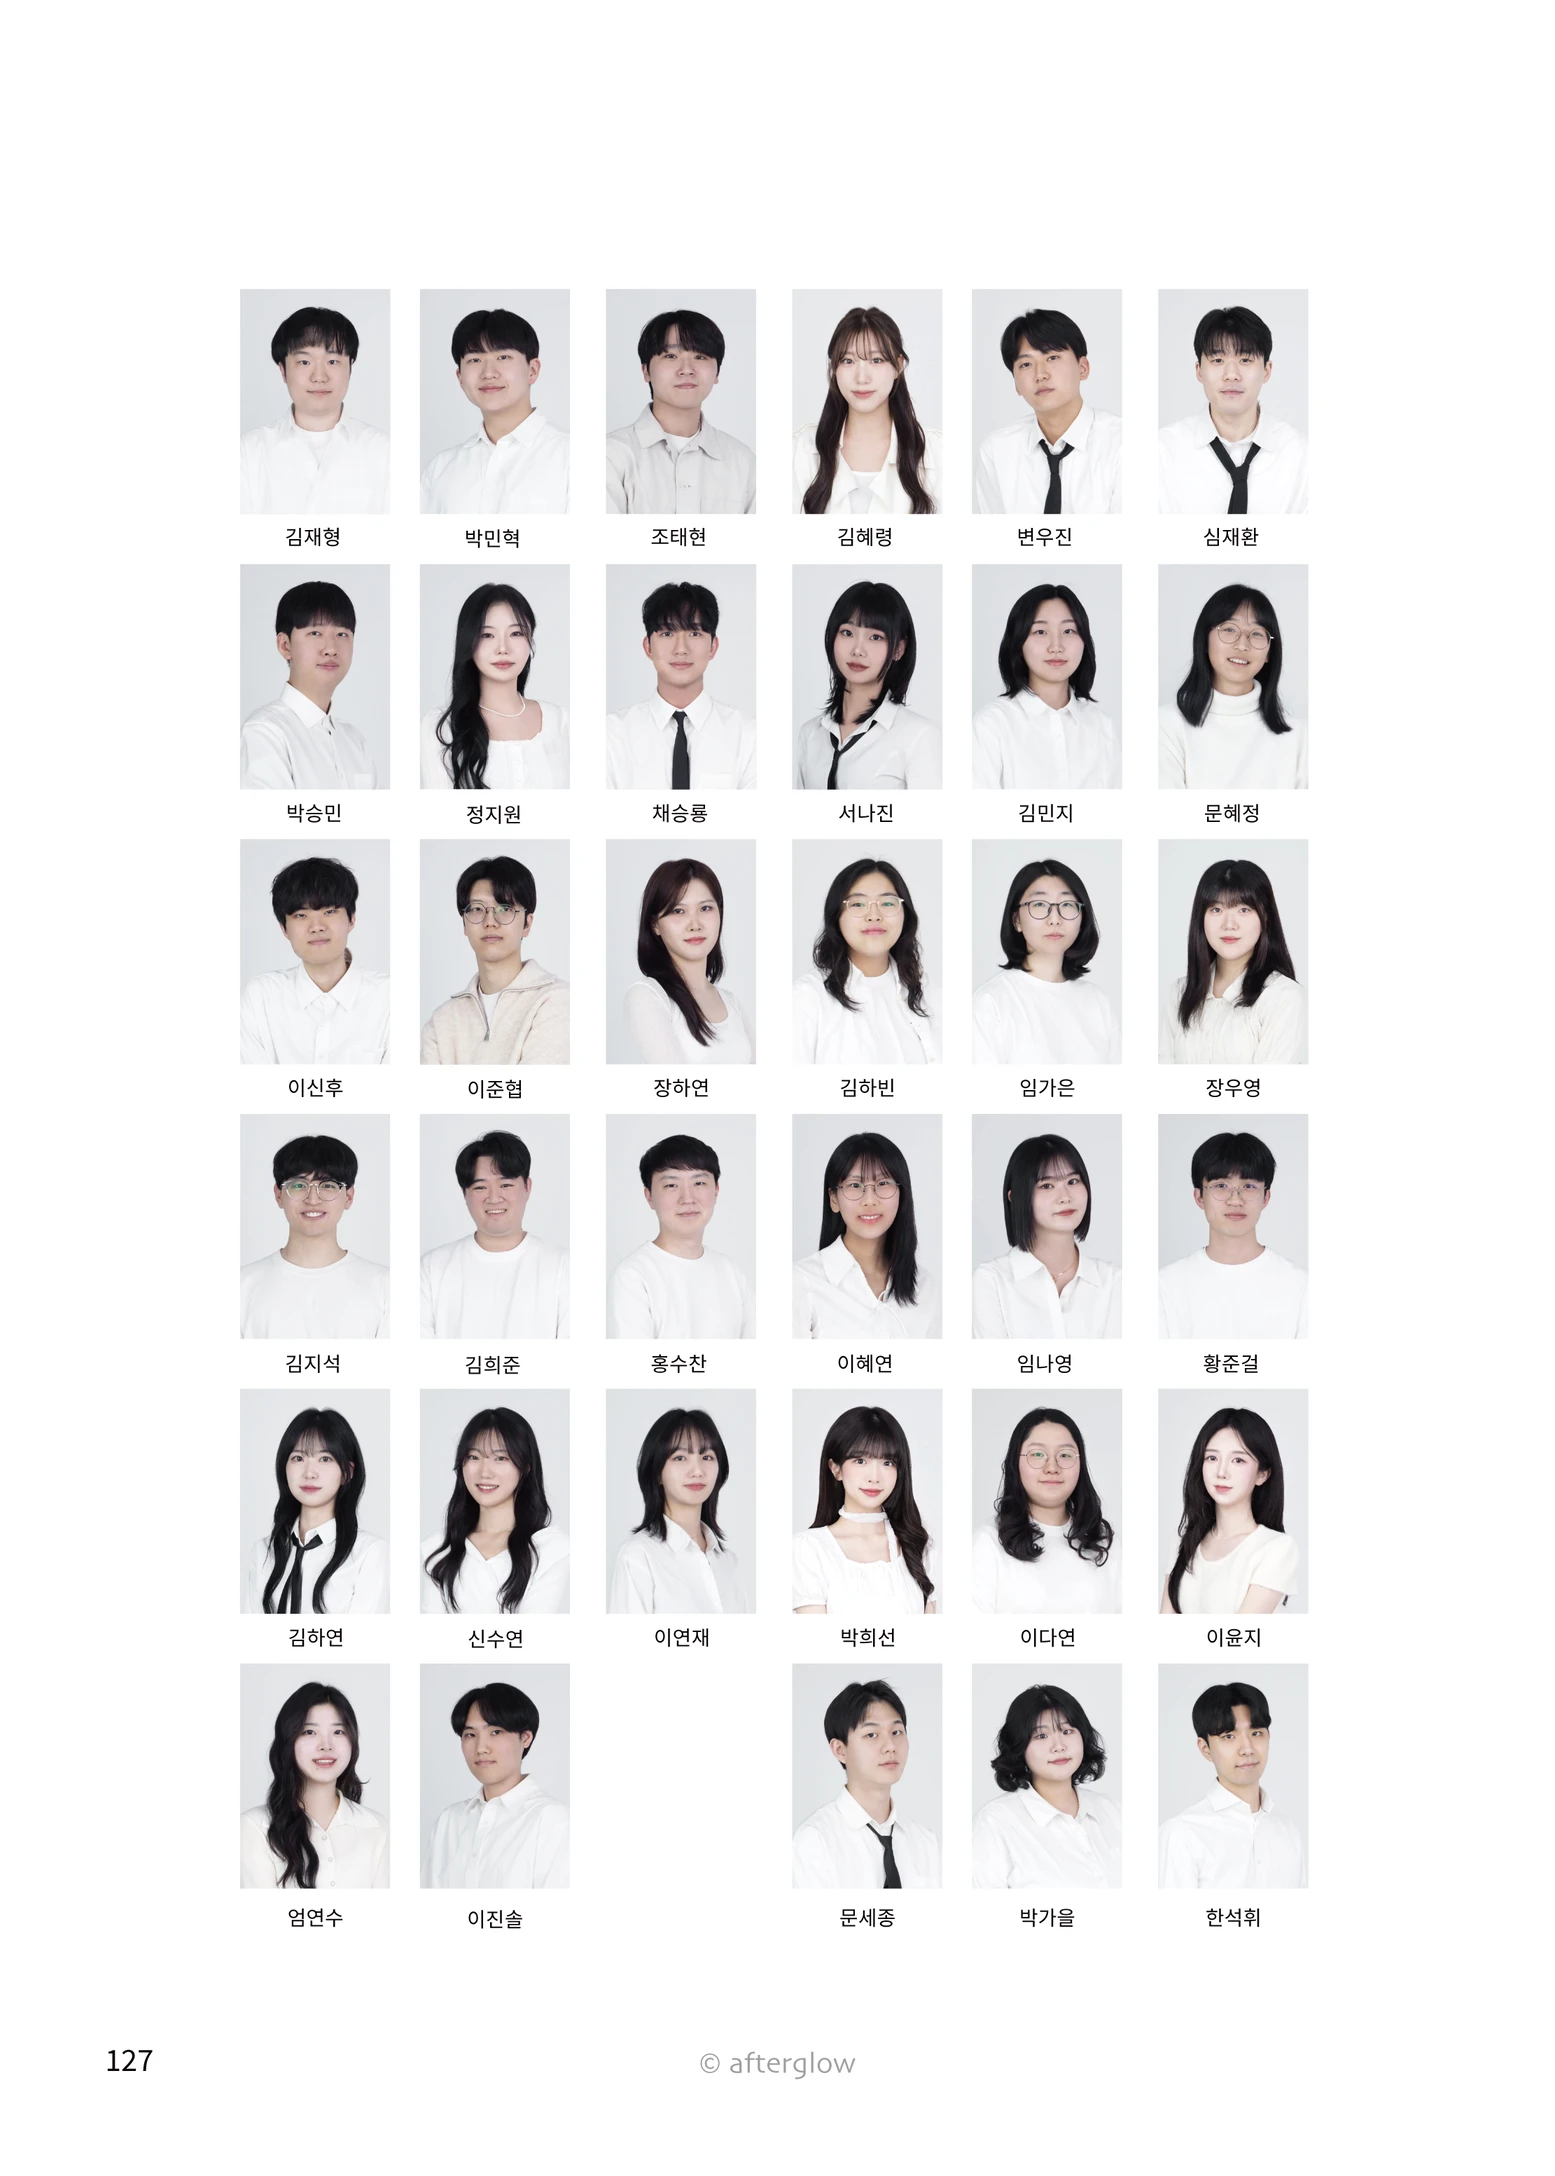 김재형 박민혁 조태현 김혜령 변우진 심재환
박승민 정지원 채승룡 서나진 김민지 문혜정
이신후 이준협 장하연 김하빈 임가은 장우영
김지석 김희준 홍수찬 이혜연 임나영 황준걸
김하연 신수연 이연재 박희선 이다연 이윤지
엄연수 이진솔 문세종 박가을 한석휘
127
© afterglow